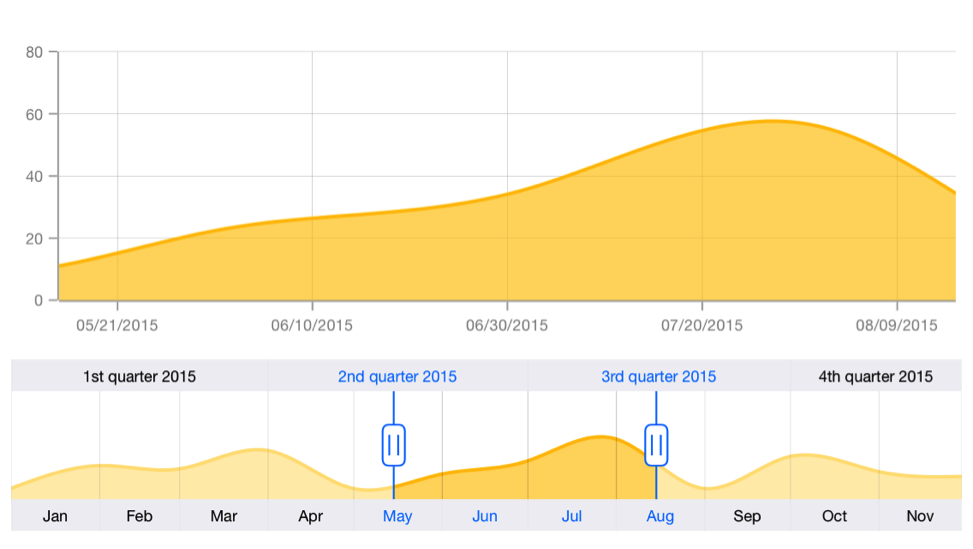 80
60
40
20
0
05/21/2015 06/10/2015 06/30/2015 07/20/2015 08/09/2015
1st quarter 2015 2nd quarter 2015 3rd quarter 2015 4th quarter 2015
Jan Feb Mar Apr May Jun Jul Aug Sep Oct Nov